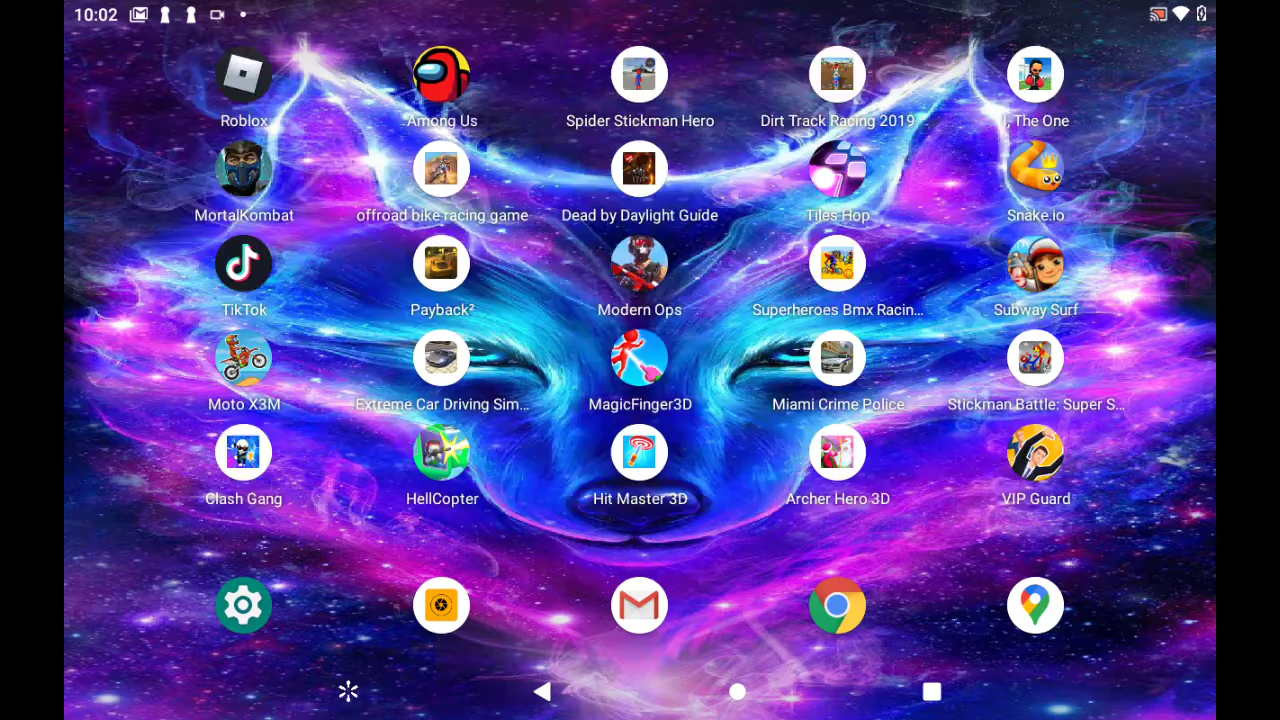 10:02
Roblox
Among Us
Spider Stickman Hero
Dirt Track Racing 2019
I, The One
MortalKombat
offroad bike racing game
Dead by Daylight Guide
Tiles Hop
Snake.io
TikTok
Payback²
Modern Ops
Superheroes Bmx Racin...
Subway Surf
Moto X3M
Extreme Car Driving Sim...
MagicFinger3D
Miami Crime Police
Stickman Battle: Super S...
Clash Gang
HellCopter
Hit Master 3D
Archer Hero 3D
VIP Guard